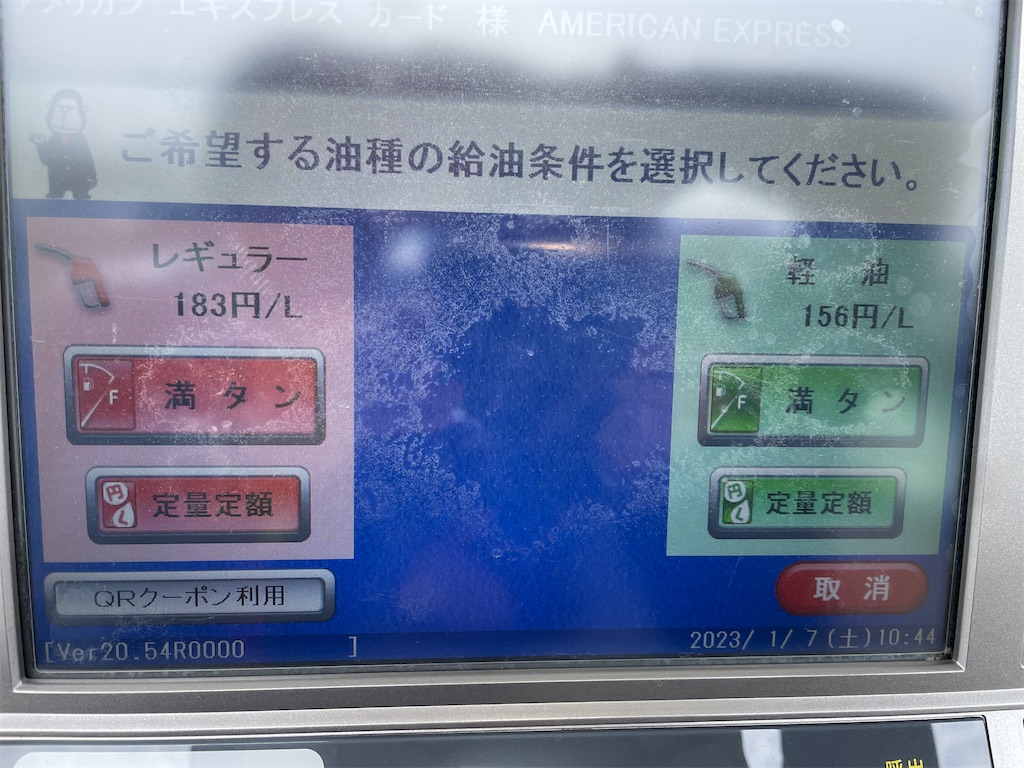 アメリカン エキスプレス カード 様 AMERICAN EXPRESS
ご希望する油種の給油条件を選択してください。
レギュラー
183円/L
F
満タン
円
定量定額
軽油
156円/L
F
満タン
円
定量定額
QRクーポン利用
取消
[Ver20.54R0000 ]
2023/ 1/ 7(土)10:44
呼出